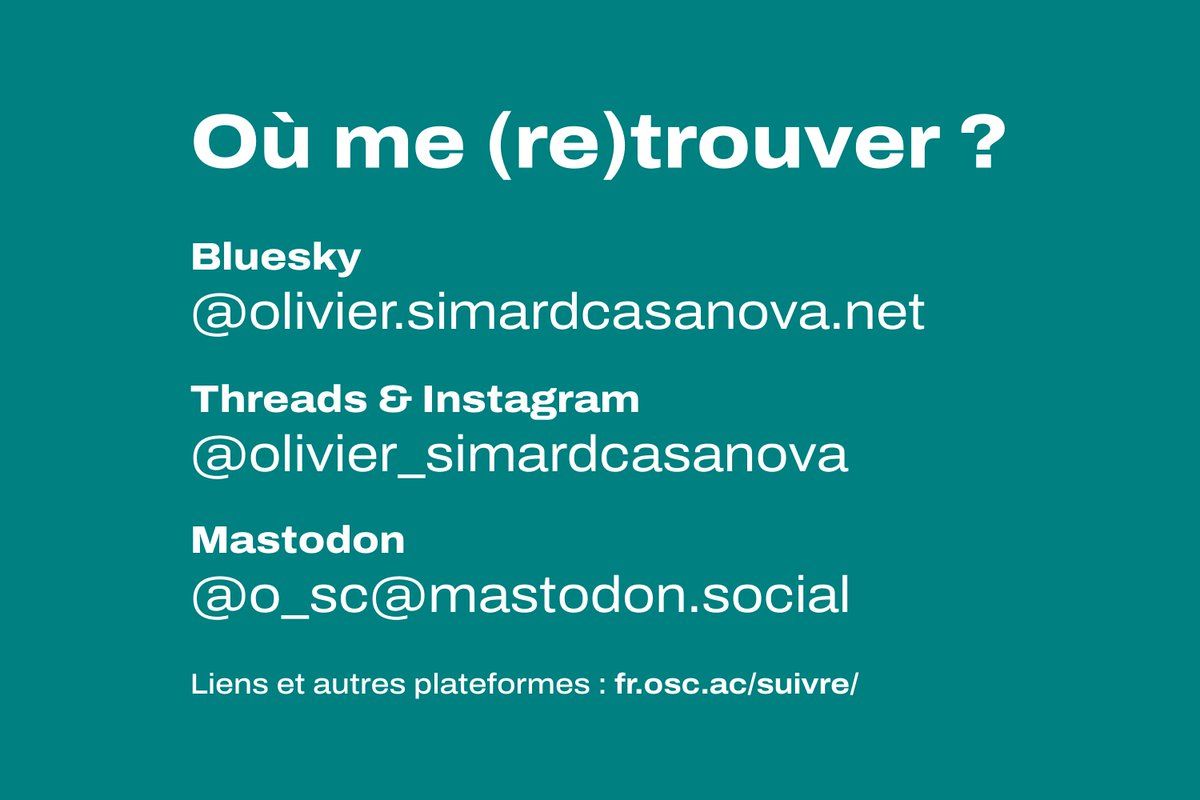 Où me (re)trouver ?
Bluesky
@olivier.simardcasanova.net
Threads & Instagram
@olivier_simardcasanova
Mastodon
@o_sc@mastodon.social
Liens et autres plateformes : fr.osc.ac/suivre/